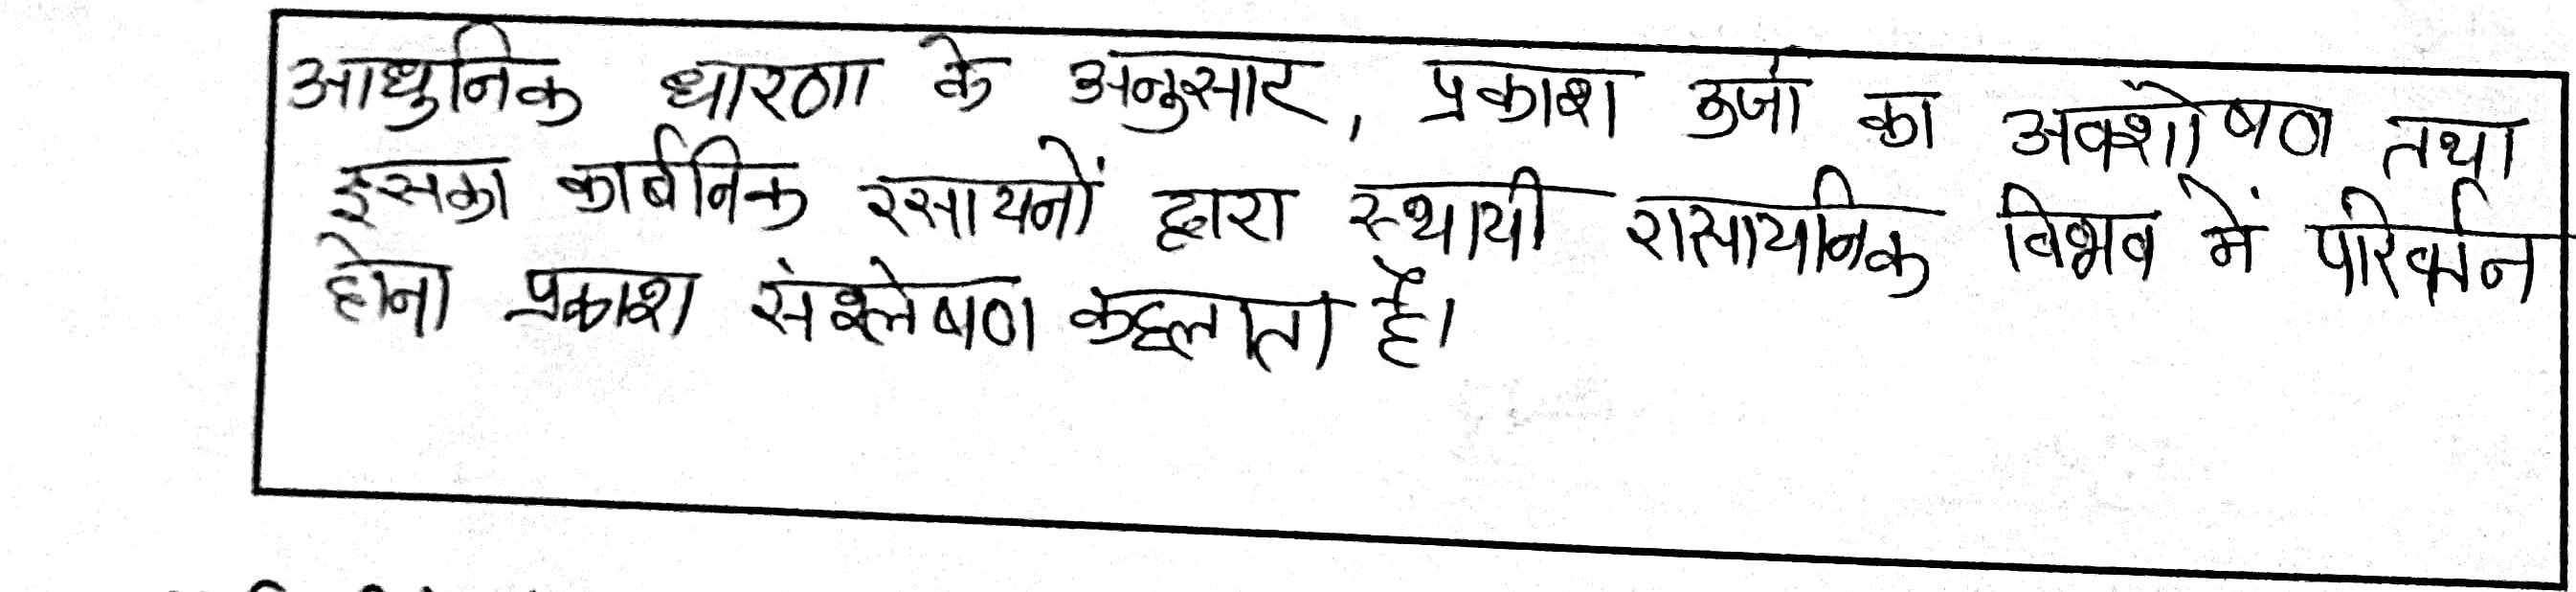 आधुनिक धारणा के अनुसार, प्रकाश उर्जा का अवशोषण तथा
इसका कार्बनिक रसायनों द्वारा स्थायी रासायनिक विभव में परिवर्तन
होना प्रकाश संश्लेषण कहलाता है।